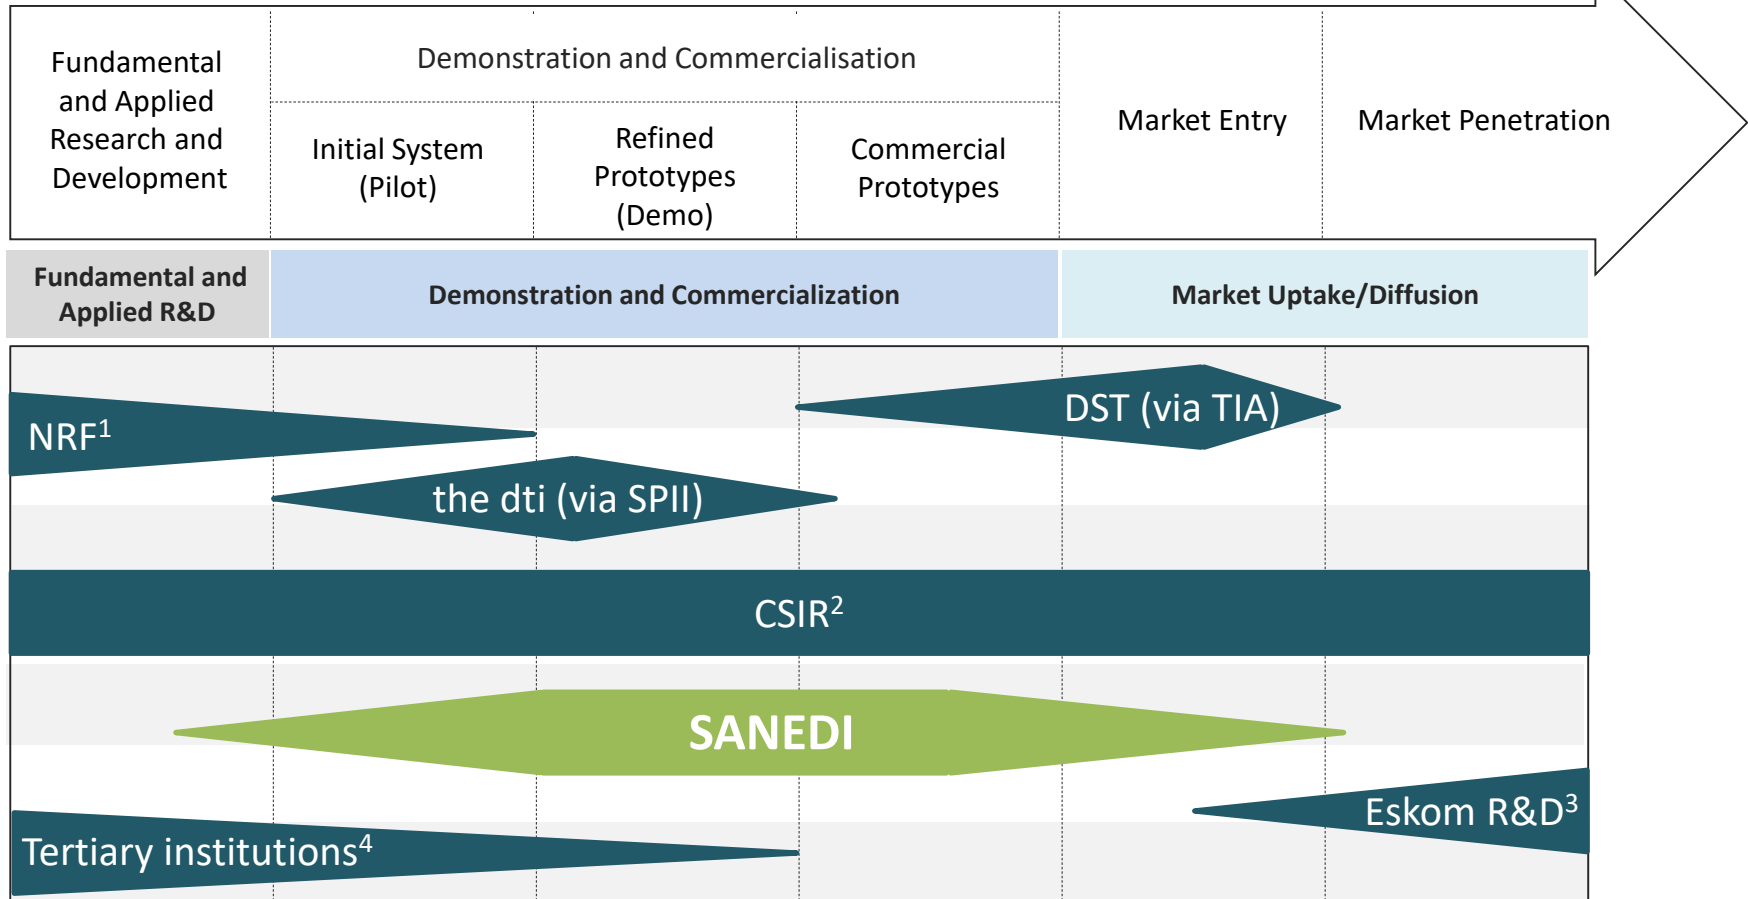 Fundamental
and Applied
Research and
Development
Demonstration and Commercialisation
Initial System
(Pilot)
Refined
Prototypes
(Demo)
Commercial
Prototypes
Market Entry
Market Penetration
Fundamental and
Applied R&D
Demonstration and Commercialization
Market Uptake/Diffusion
DST (via TIA)
NRF¹
the dti (via SPII)
CSIR²
SANEDI
Eskom R&D³
Tertiary institutions⁴